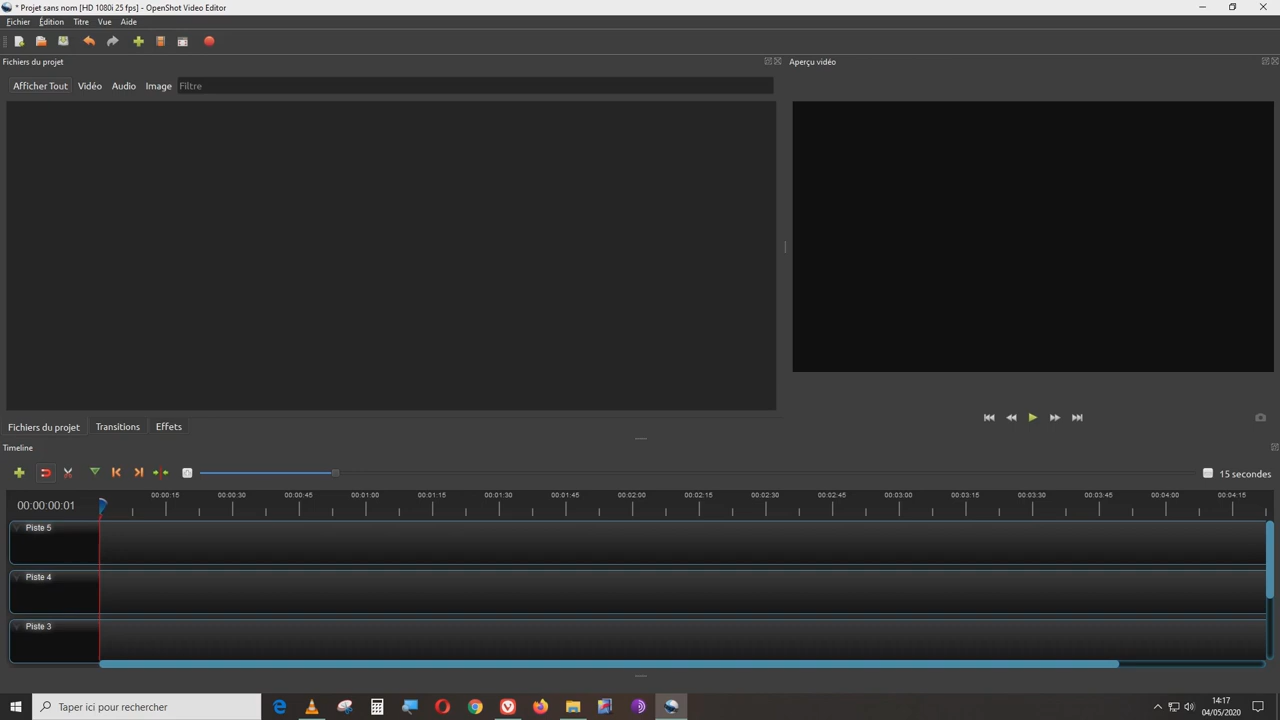 * Projet sans nom [HD 1080i 25 fps] - OpenShot Video Editor
Fichier Édition Titre Vue Aide
Fichiers du projet
Aperçu vidéo
Afficher Tout Vidéo Audio Image Filtre
Fichiers du projet Transitions Effets
Timeline
15 secondes
00:00:00:01
00:00:15 00:00:30 00:00:45 00:01:00 00:01:15 00:01:30 00:01:45 00:02:00 00:02:15 00:02:30 00:02:45 00:03:00 00:03:15 00:03:30 00:03:45 00:04:00 00:04:15
Piste 5
Piste 4
Piste 3
Taper ici pour rechercher
14:17
04/05/2020